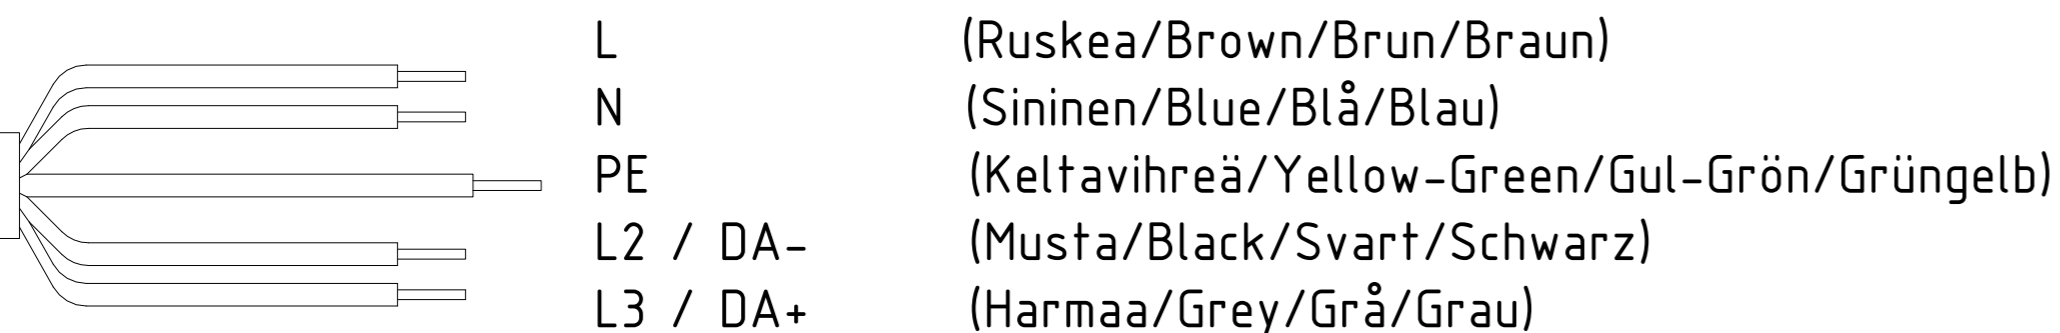 L (Ruskea/Brown/Brun/Braun)
N (Sininen/Blue/Blå/Blau)
PE (Keltavihreä/Yellow-Green/Gul-Grön/Grüngelb)
L2 / DA- (Musta/Black/Svart/Schwarz)
L3 / DA+ (Harmaa/Grey/Grå/Grau)